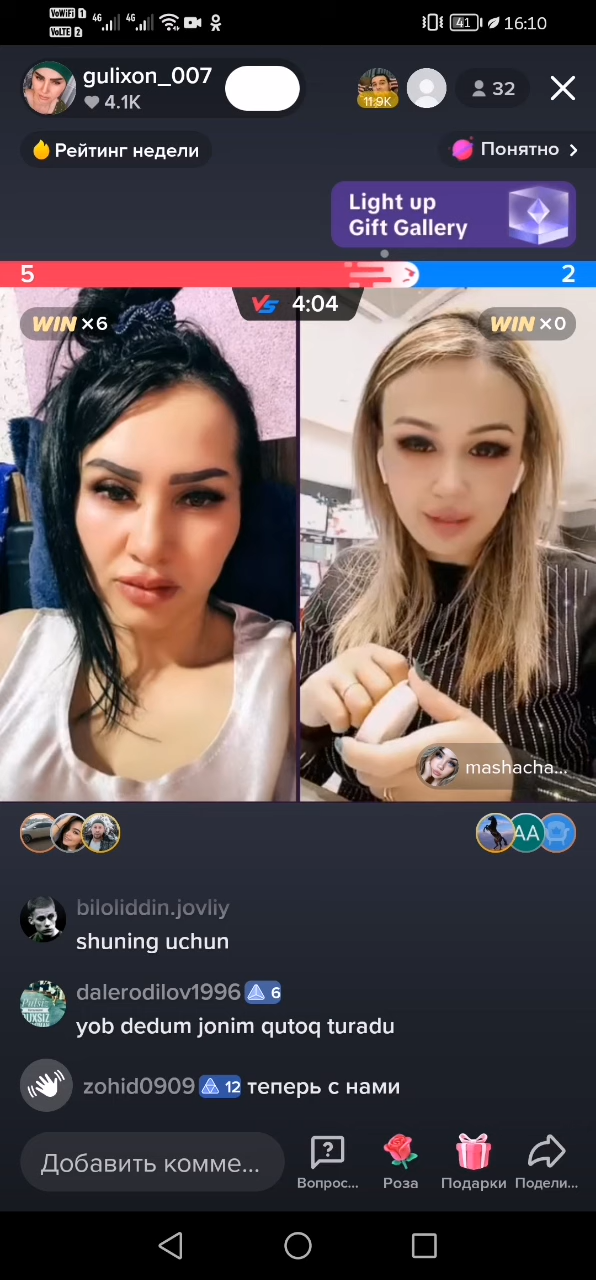 VoWiFi 1
VoLTE 2
4G
4G
41
16:10
gulixon_007
4.1K
11.9K
32
Рейтинг недели
Понятно
Light up
Gift Gallery
5
2
VS 4:04
WIN ×6
WIN ×0
mashacha...
AA
biloliddin.jovliy
shuning uchun
dalerodilov1996 6
yob dedum jonim qutoq turadu
zohid0909 12 теперь с нами
Добавить комме...
Вопрос...
Роза
Подарки
Подели...